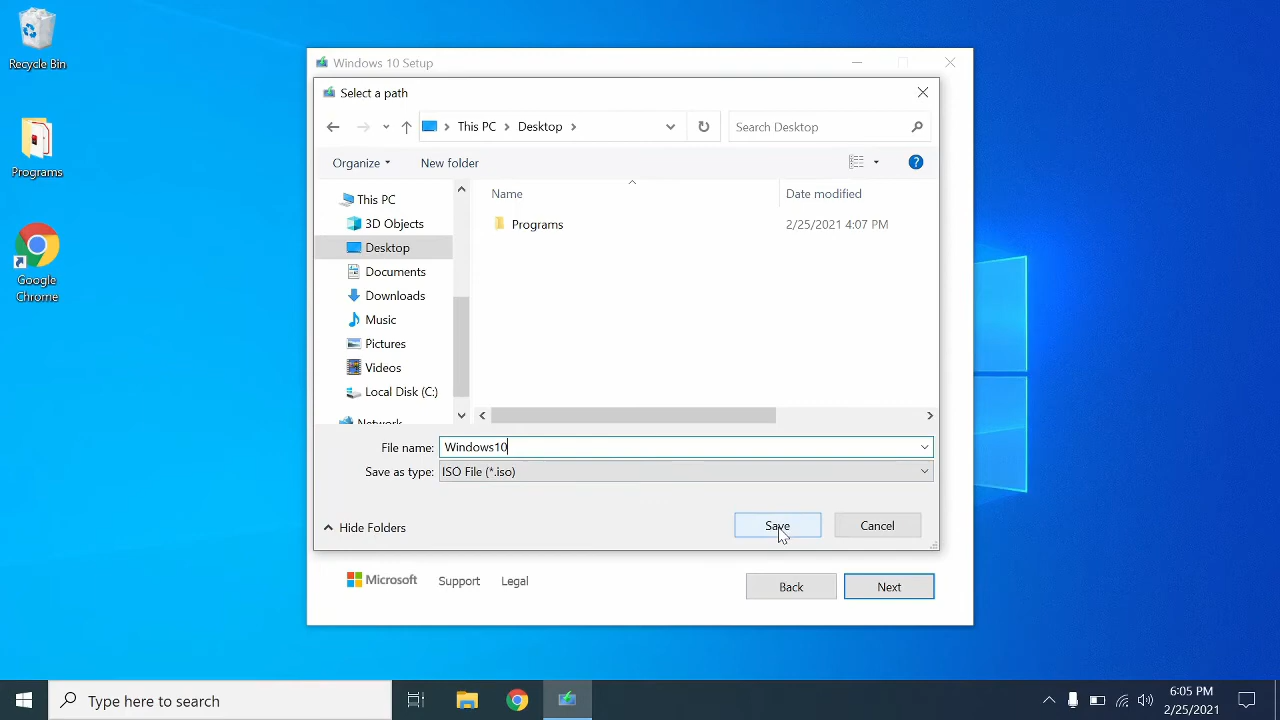 Recycle Bin
Programs
Google
Chrome
Windows 10 Setup
Select a path
This PC
Desktop
Search Desktop
Organize
New folder
?
This PC
3D Objects
Desktop
Documents
Downloads
Music
Pictures
Videos
Local Disk (C:)
Network
Name
Date modified
Programs
2/25/2021 4:07 PM
File name:
Windows10
Save as type:
ISO File (*.iso)
Hide Folders
Save
Cancel
Microsoft
Support
Legal
Back
Next
Type here to search
6:05 PM
2/25/2021